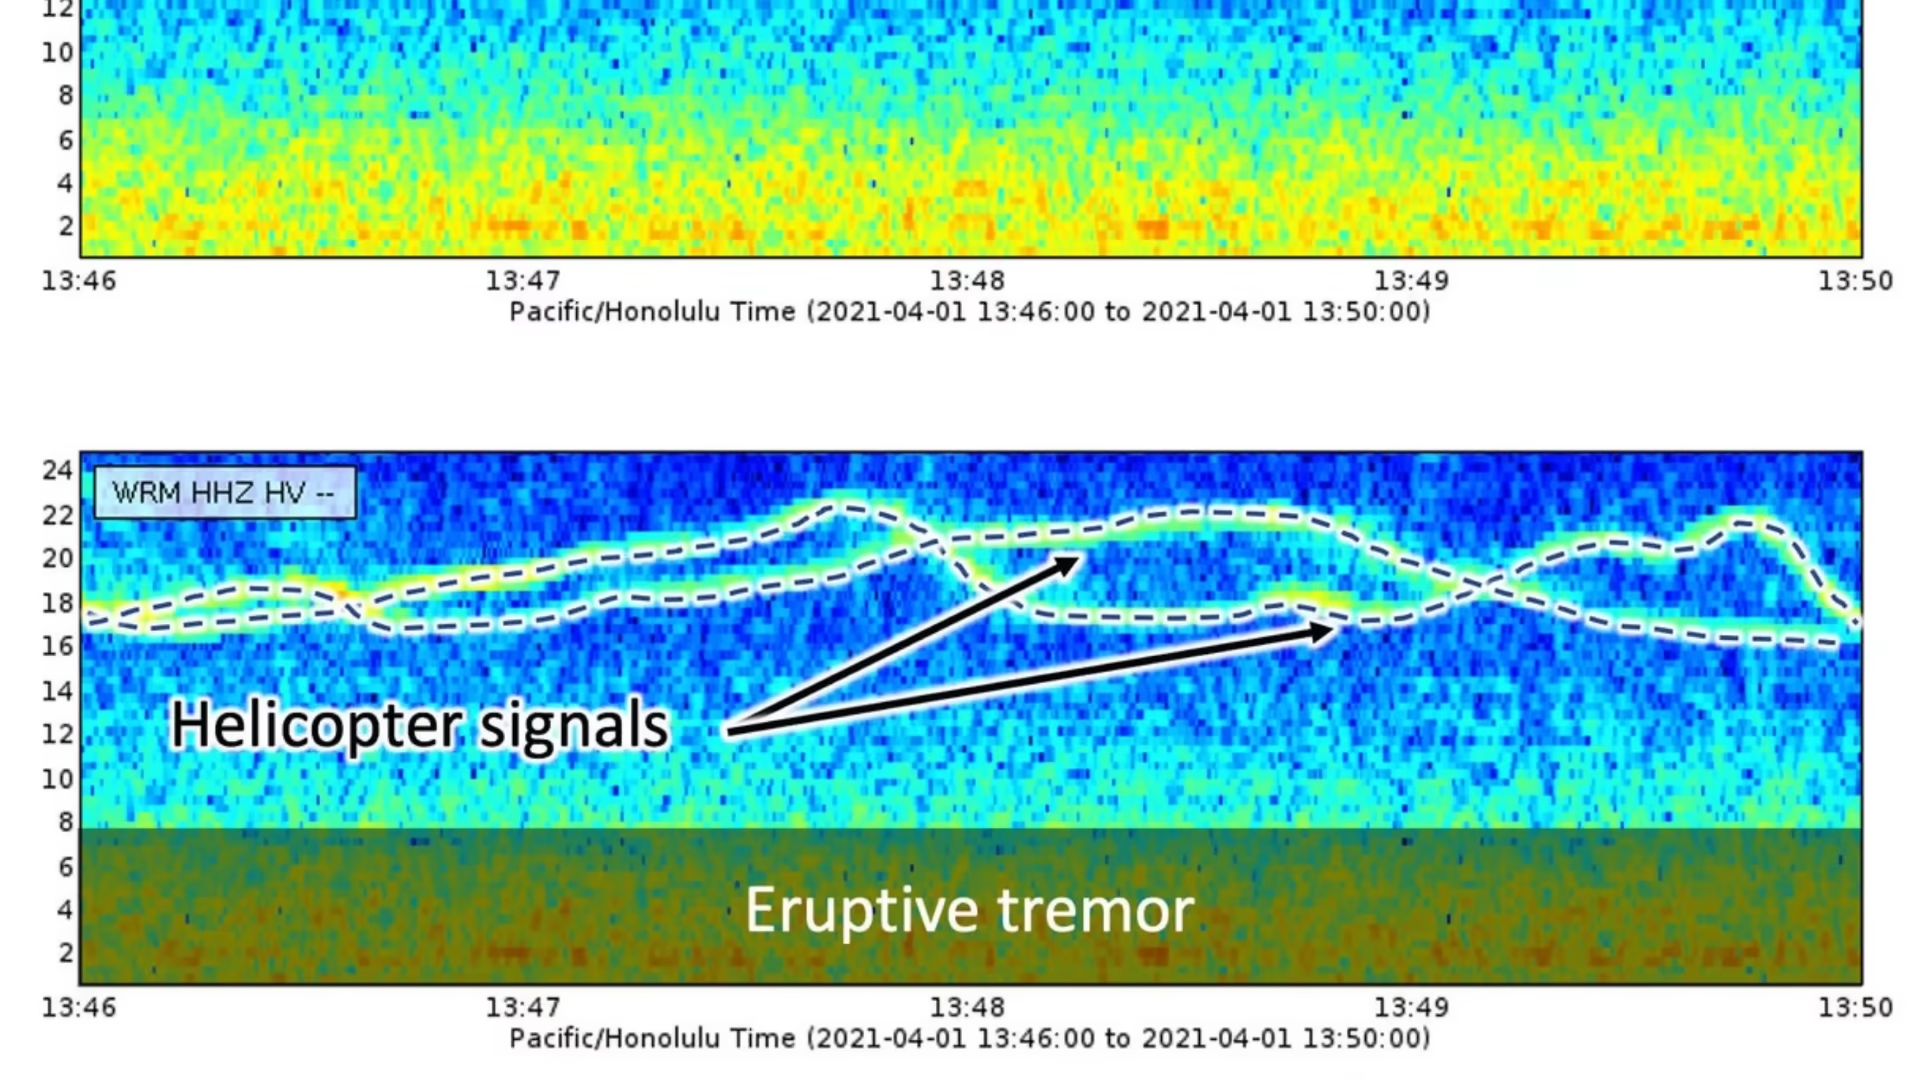 12
10
8
6
4
2
13:46 13:47 13:48 13:49 13:50
Pacific/Honolulu Time (2021-04-01 13:46:00 to 2021-04-01 13:50:00)
24
WRM HHZ HV --
22
20
18
16
14
Helicopter signals
12
10
8
6
Eruptive tremor
4
2
13:46 13:47 13:48 13:49 13:50
Pacific/Honolulu Time (2021-04-01 13:46:00 to 2021-04-01 13:50:00)